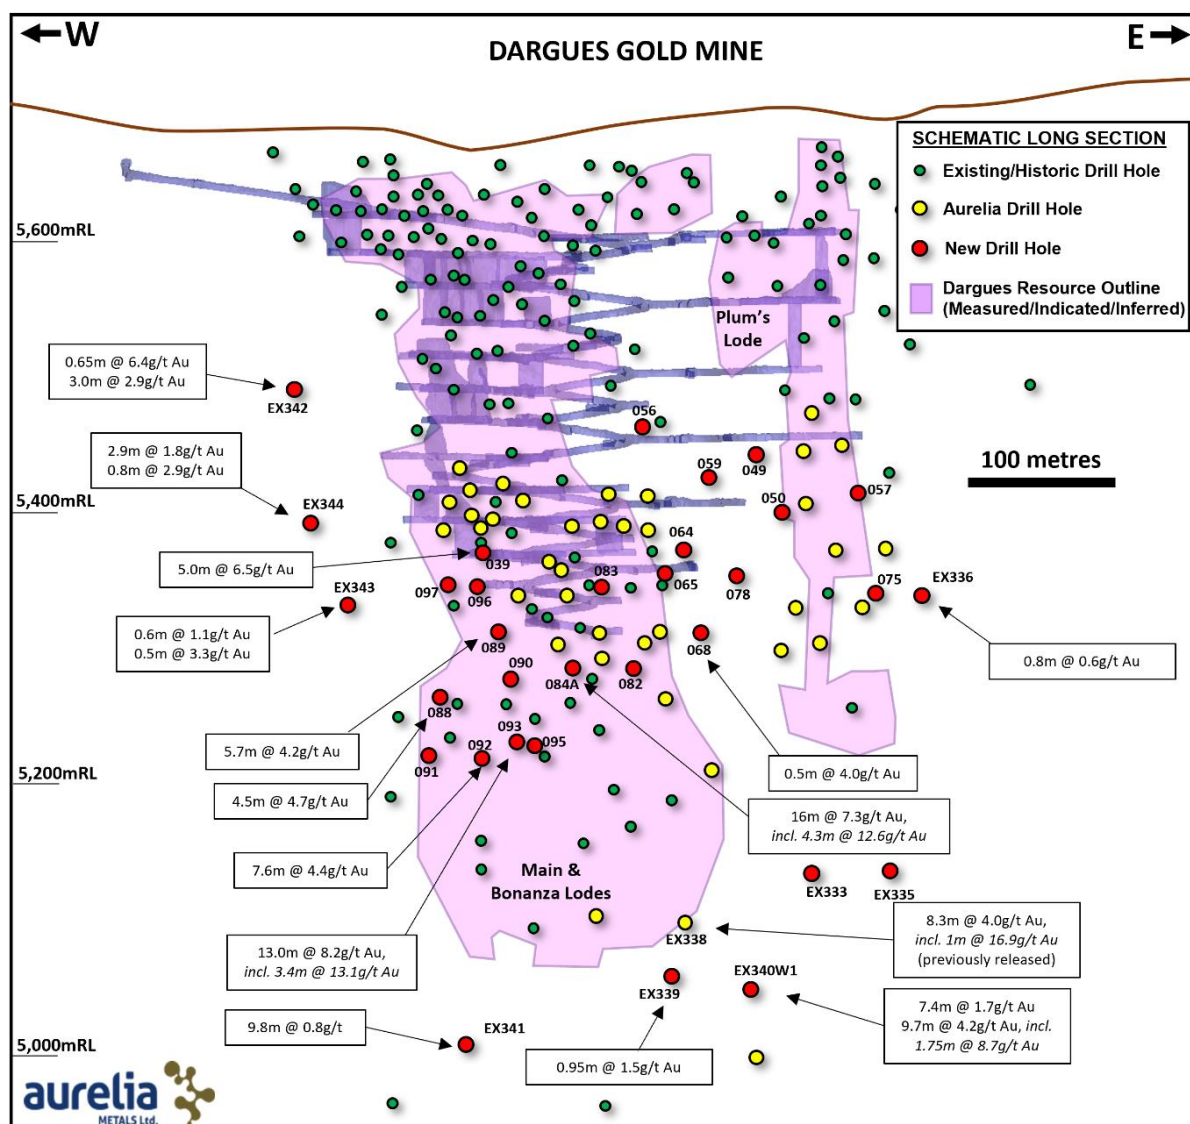 W
E
DARGUES GOLD MINE
SCHEMATIC LONG SECTION
Existing/Historic Drill Hole
Aurelia Drill Hole
New Drill Hole
Dargues Resource Outline
(Measured/Indicated/Inferred)
5,600mRL
Plum's
Lode
0.65m @ 6.4g/t Au
3.0m @ 2.9g/t Au
EX342
056
2.9m @ 1.8g/t Au
0.8m @ 2.9g/t Au
059
049
100 metres
5,400mRL
EX344
050
057
5.0m @ 6.5g/t Au
039
064
EX343
097
096
083
065
078
075
EX336
0.6m @ 1.1g/t Au
0.5m @ 3.3g/t Au
089
068
0.8m @ 0.6g/t Au
090
084A
082
088
5.7m @ 4.2g/t Au
093
092
095
091
5,200mRL
0.5m @ 4.0g/t Au
4.5m @ 4.7g/t Au
16m @ 7.3g/t Au,
incl. 4.3m @ 12.6g/t Au
7.6m @ 4.4g/t Au
Main &
Bonanza Lodes
EX333
EX335
EX338
8.3m @ 4.0g/t Au,
incl. 1m @ 16.9g/t Au
(previously released)
13.0m @ 8.2g/t Au,
incl. 3.4m @ 13.1g/t Au
EX339
EX340W1
7.4m @ 1.7g/t Au
9.7m @ 4.2g/t Au, incl.
1.75m @ 8.7g/t Au
9.8m @ 0.8g/t
EX341
5,000mRL
0.95m @ 1.5g/t Au
aurelia
METALS Ltd.